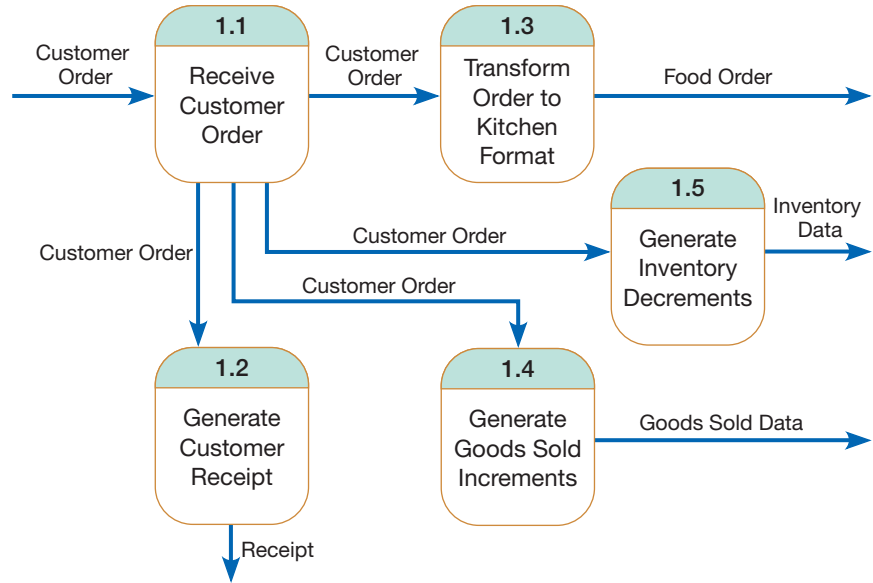 Customer
Order
1.1
Receive
Customer
Order
Customer
Order
1.3
Transform
Order to
Kitchen
Format
Food Order
1.5
Generate
Inventory
Decrements
Inventory
Data
Customer Order
Customer Order
Customer Order
1.2
Generate
Customer
Receipt
1.4
Generate
Goods Sold
Increments
Goods Sold Data
Receipt